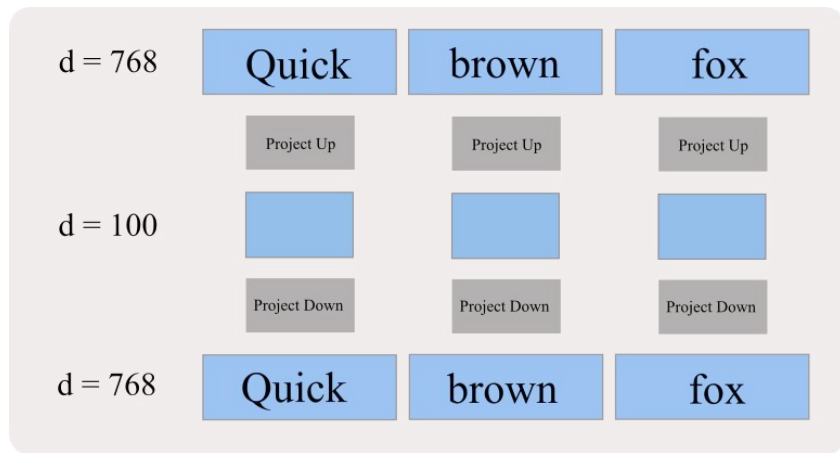 d = 768 Quick brown fox
Project Up Project Up Project Up
d = 100
Project Down Project Down Project Down
d = 768 Quick brown fox